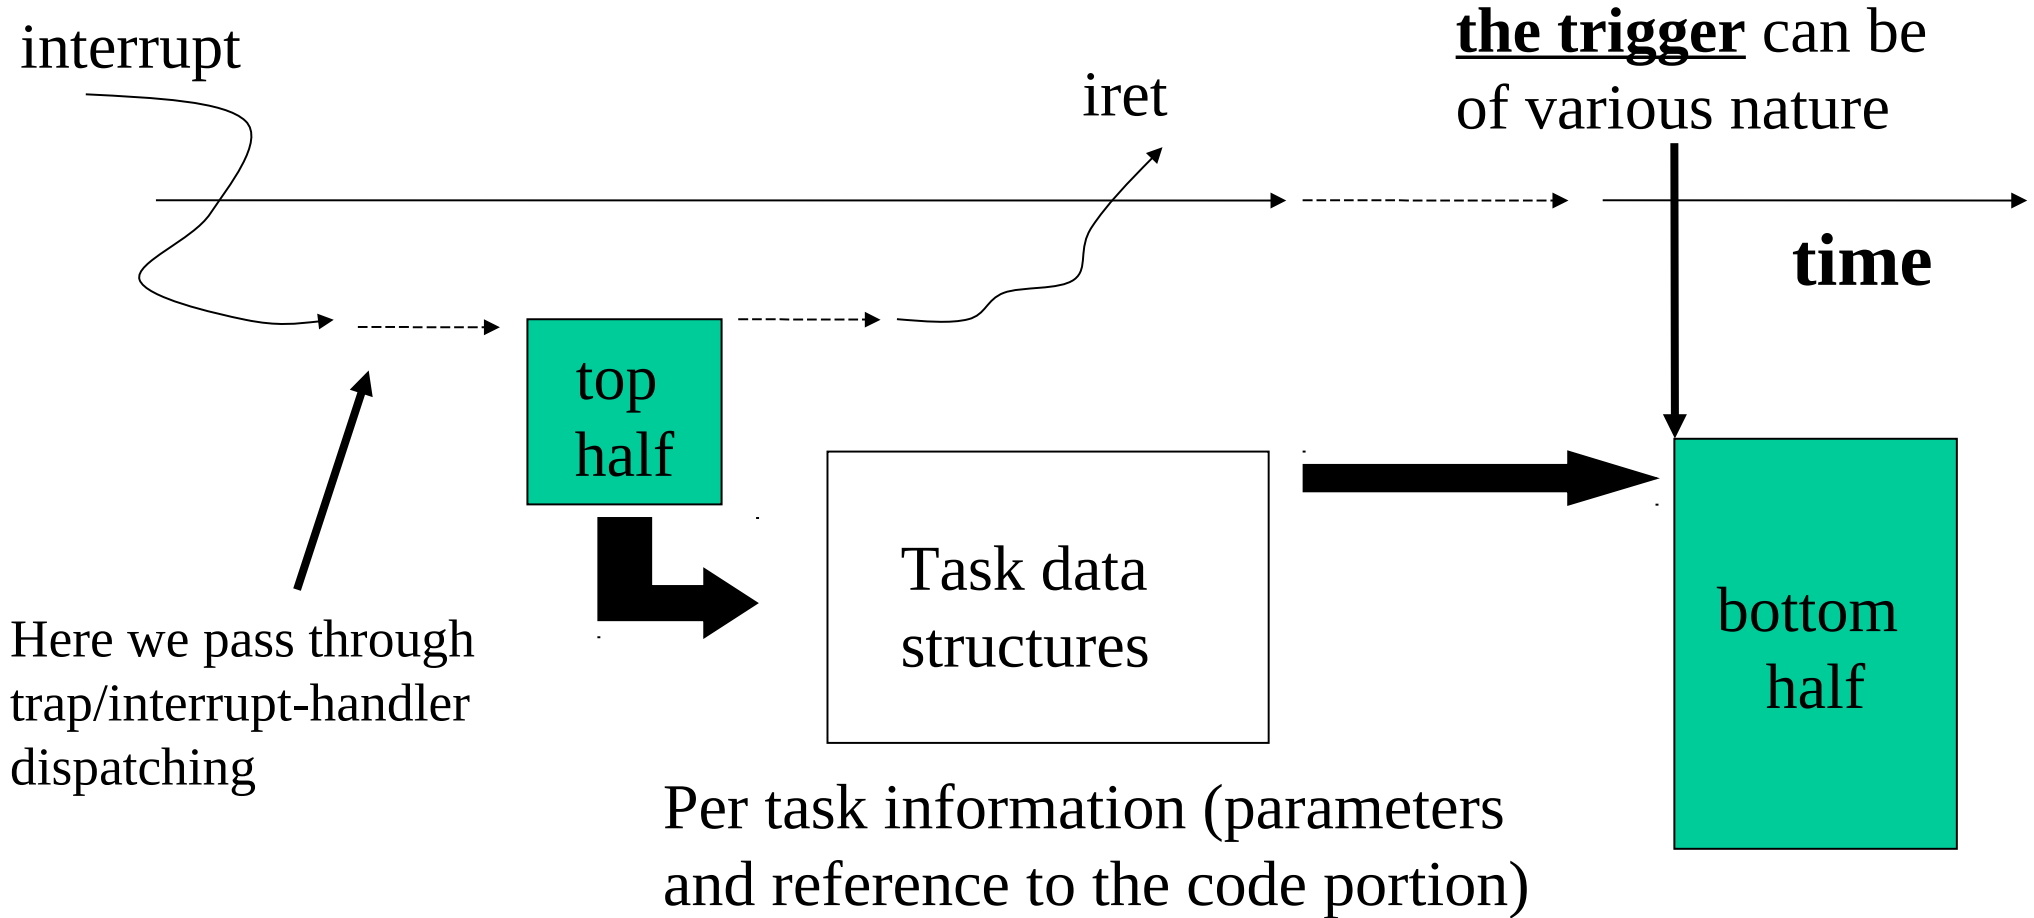 interrupt
iret
the trigger can be
of various nature
time
top
half
Task data
structures
bottom
half
Here we pass through
trap/interrupt-handler
dispatching
Per task information (parameters
and reference to the code portion)